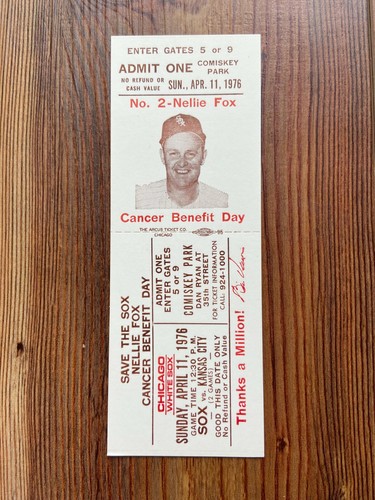 ENTER GATES 5 or 9
ADMIT ONE COMISKEY PARK
NO REFUND OR CASH VALUE SUN., APR. 11, 1976
No. 2-Nellie Fox
Cancer Benefit Day
THE ARCUS TICKET CO.
CHICAGO
SAVE THE SOX
NELLIE FOX
CANCER BENEFIT DAY
ADMIT ONE
ENTER GATES
5 or 9
CHICAGO
WHITE SOX
COMISKEY PARK
DAN RYAN AT
35th STREET
FOR TICKET INFORMATION
CALL: 924-1000
SUNDAY, APRIL 11, 1976
GAME TIME 12:30 P.M.
SOX vs. KANSAS CITY
— (2 GAMES) —
GOOD THIS DATE ONLY
No Refund or Cash Value
Thanks a Million!